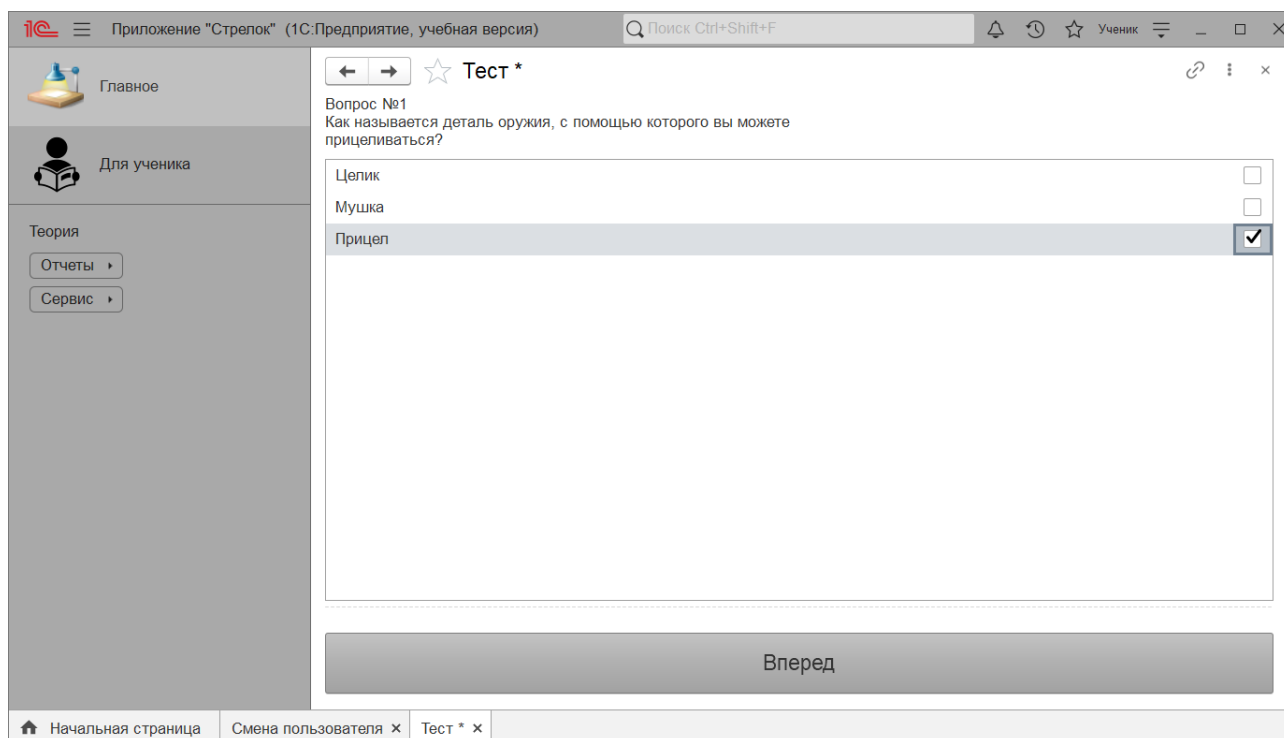 1С Приложение "Стрелок" (1С:Предприятие, учебная версия) Поиск Ctrl+Shift+F Ученик
Главное
Для ученика
Теория
Отчеты
Сервис
Тест *
Вопрос №1
Как называется деталь оружия, с помощью которого вы можете
прицеливаться?
Целик
Мушка
Прицел
Вперед
Начальная страница Смена пользователя Тест *